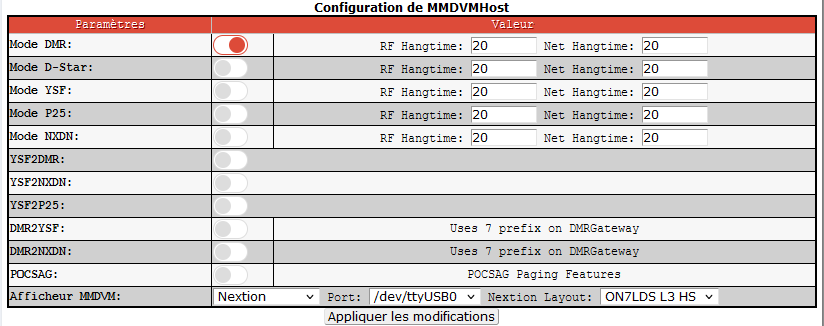 Configuration de MMDVMHost
Paramètres Valeur
Mode DMR: RF Hangtime: 20 Net Hangtime: 20
Mode D-Star: RF Hangtime: 20 Net Hangtime: 20
Mode YSF: RF Hangtime: 20 Net Hangtime: 20
Mode P25: RF Hangtime: 20 Net Hangtime: 20
Mode NXDN: RF Hangtime: 20 Net Hangtime: 20
YSF2DMR:
YSF2NXDN:
YSF2P25:
DMR2YSF: Uses 7 prefix on DMRGateway
DMR2NXDN: Uses 7 prefix on DMRGateway
POCSAG: POCSAG Paging Features
Afficheur MMDVM: Nextion Port: /dev/ttyUSB0 Nextion Layout: ON7LDS L3 HS
Appliquer les modifications